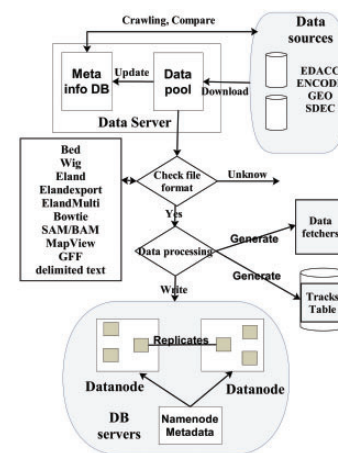 Crawling, Compare
Data
sources
EDACC
ENCODE
GEO
SDEC
Meta
info DB
Update
Data
pool
Download
Data Server
Bed
Wig
Eland
Elandexport
ElandMulti
Bowtie
SAM/BAM
MapView
GFF
delimited text
Check file
format
Unknow
Yes
Data processing
Generate
Data
fetchers
Generate
Tracks
Table
Write
Replicates
Datanode
Datanode
DB
servers
Namenode
Metadata